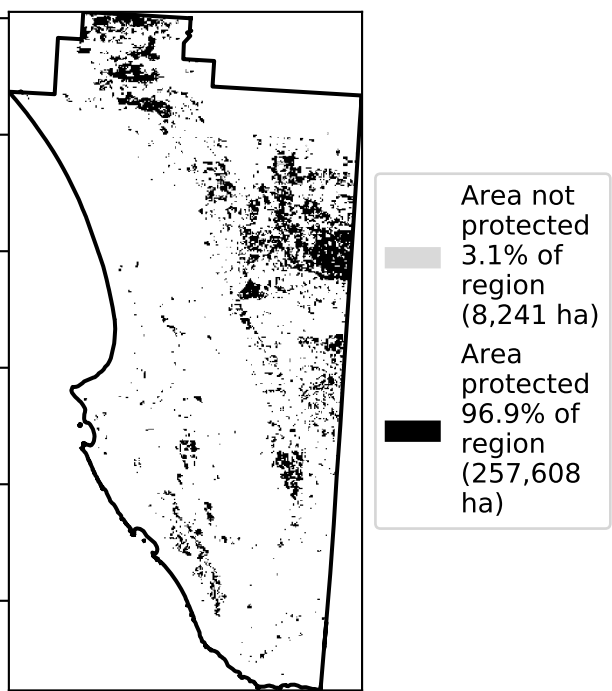 Area not
protected
3.1% of
region
(8,241 ha)
Area
protected
96.9% of
region
(257,608
ha)